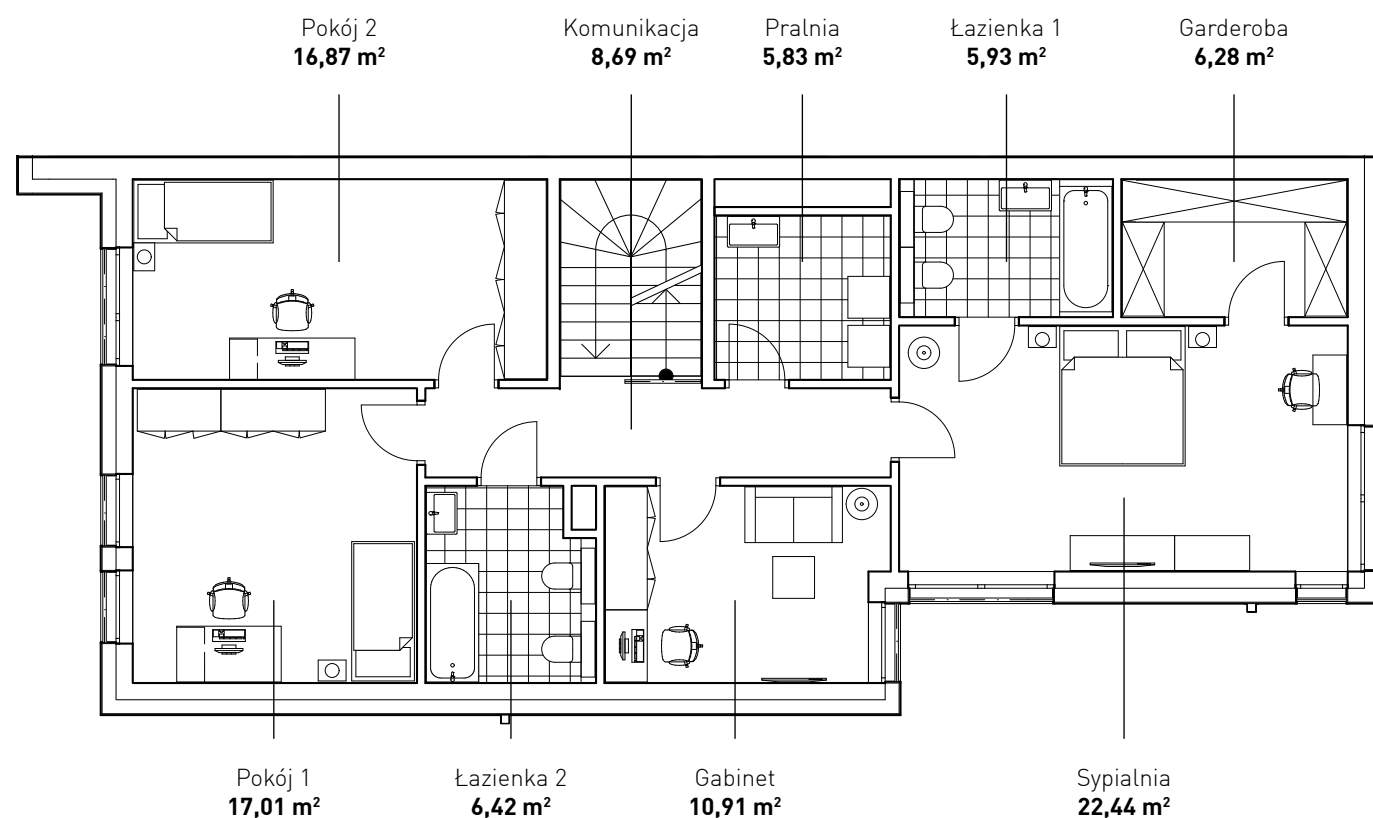 Pokój 2
16,87 m²
Komunikacja
8,69 m²
Pralnia
5,83 m²
Łazienka 1
5,93 m²
Garderoba
6,28 m²
Pokój 1
17,01 m²
Łazienka 2
6,42 m²
Gabinet
10,91 m²
Sypialnia
22,44 m²